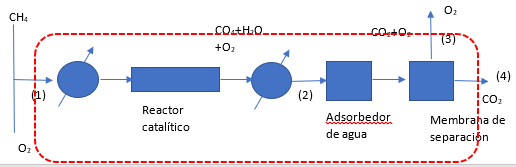 CH₄
O₂
(1)
Reactor
catalítico
CO₄+H₂O
+O₂
(2)
Adsorbedor
de agua
CO₂+O₂
O₂
(3)
(4)
CO₂
Membrana de
separación